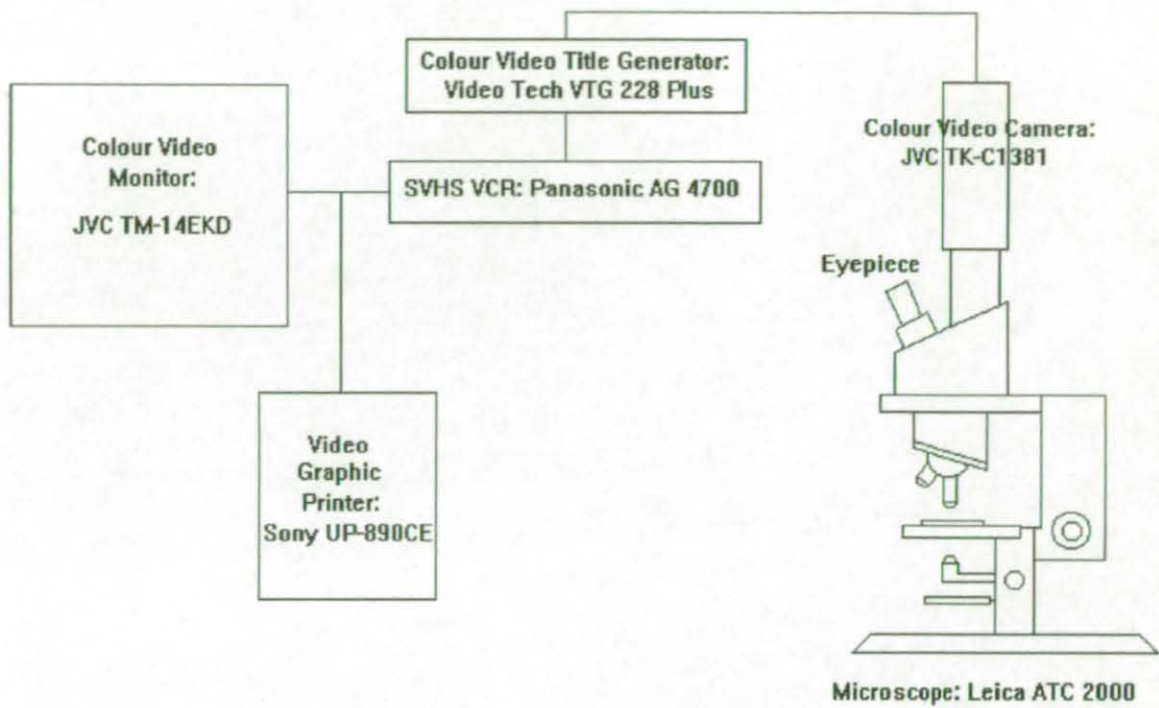 Colour Video Title Generator:
Video Tech VTG 228 Plus
Colour Video
Monitor:
JVC TM-14EKD
SVHS VCR: Panasonic AG 4700
Colour Video Camera:
JVC TK-C1381
Eyepiece
Video
Graphic
Printer:
Sony UP-890CE
Microscope: Leica ATC 2000